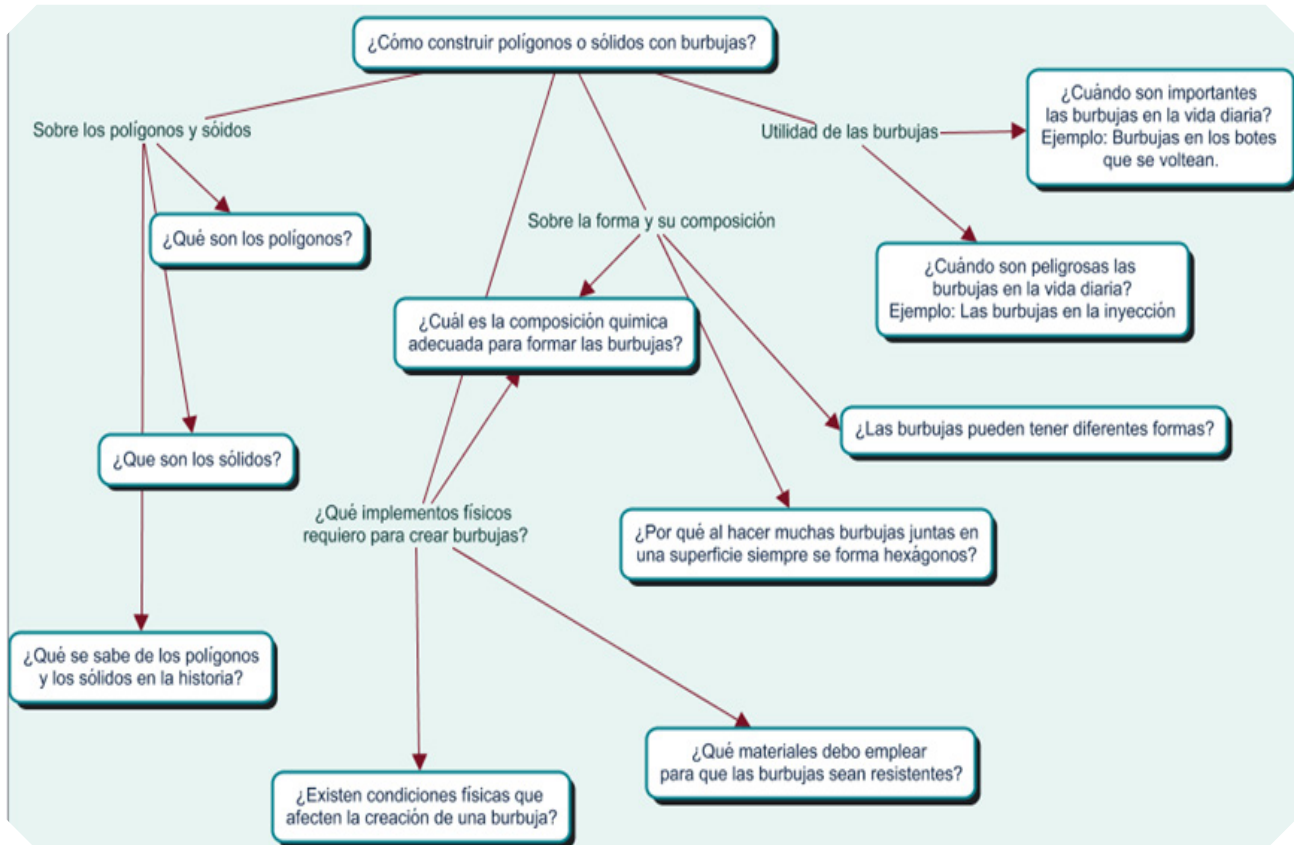 ¿Cómo construir polígonos o sólidos con burbujas?
Sobre los polígonos y sóidos
Utilidad de las burbujas
¿Cuándo son importantes
las burbujas en la vida diaria?
Ejemplo: Burbujas en los botes
que se voltean.
¿Qué son los polígonos?
Sobre la forma y su composición
¿Cuándo son peligrosas las
burbujas en la vida diaria?
Ejemplo: Las burbujas en la inyección
¿Cuál es la composición quimica
adecuada para formar las burbujas?
¿Las burbujas pueden tener diferentes formas?
¿Que son los sólidos?
¿Qué implementos físicos
requiero para crear burbujas?
¿Por qué al hacer muchas burbujas juntas en
una superficie siempre se forma hexágonos?
¿Qué se sabe de los polígonos
y los sólidos en la historia?
¿Qué materiales debo emplear
para que las burbujas sean resistentes?
¿Existen condiciones físicas que
afecten la creación de una burbuja?